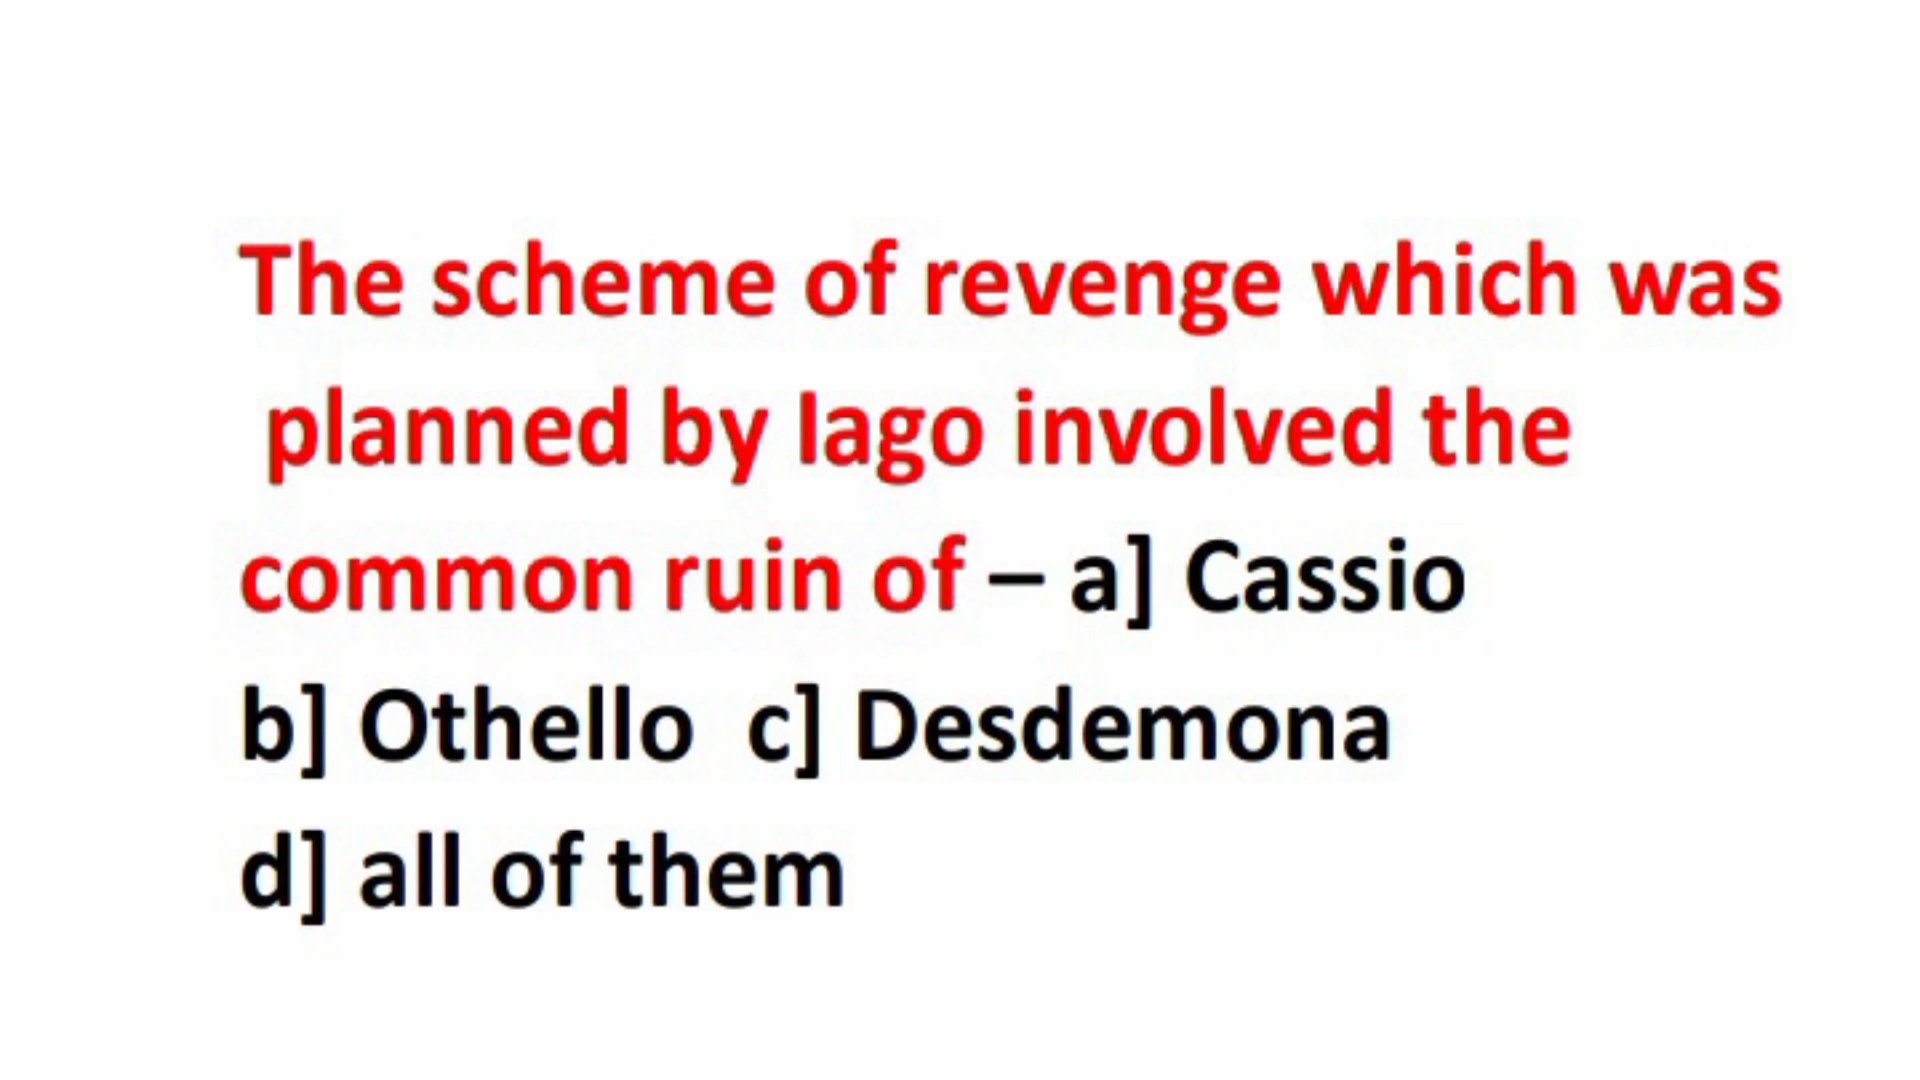 The scheme of revenge which was
planned by Iago involved the
common ruin of – a] Cassio
b] Othello c] Desdemona
d] all of them